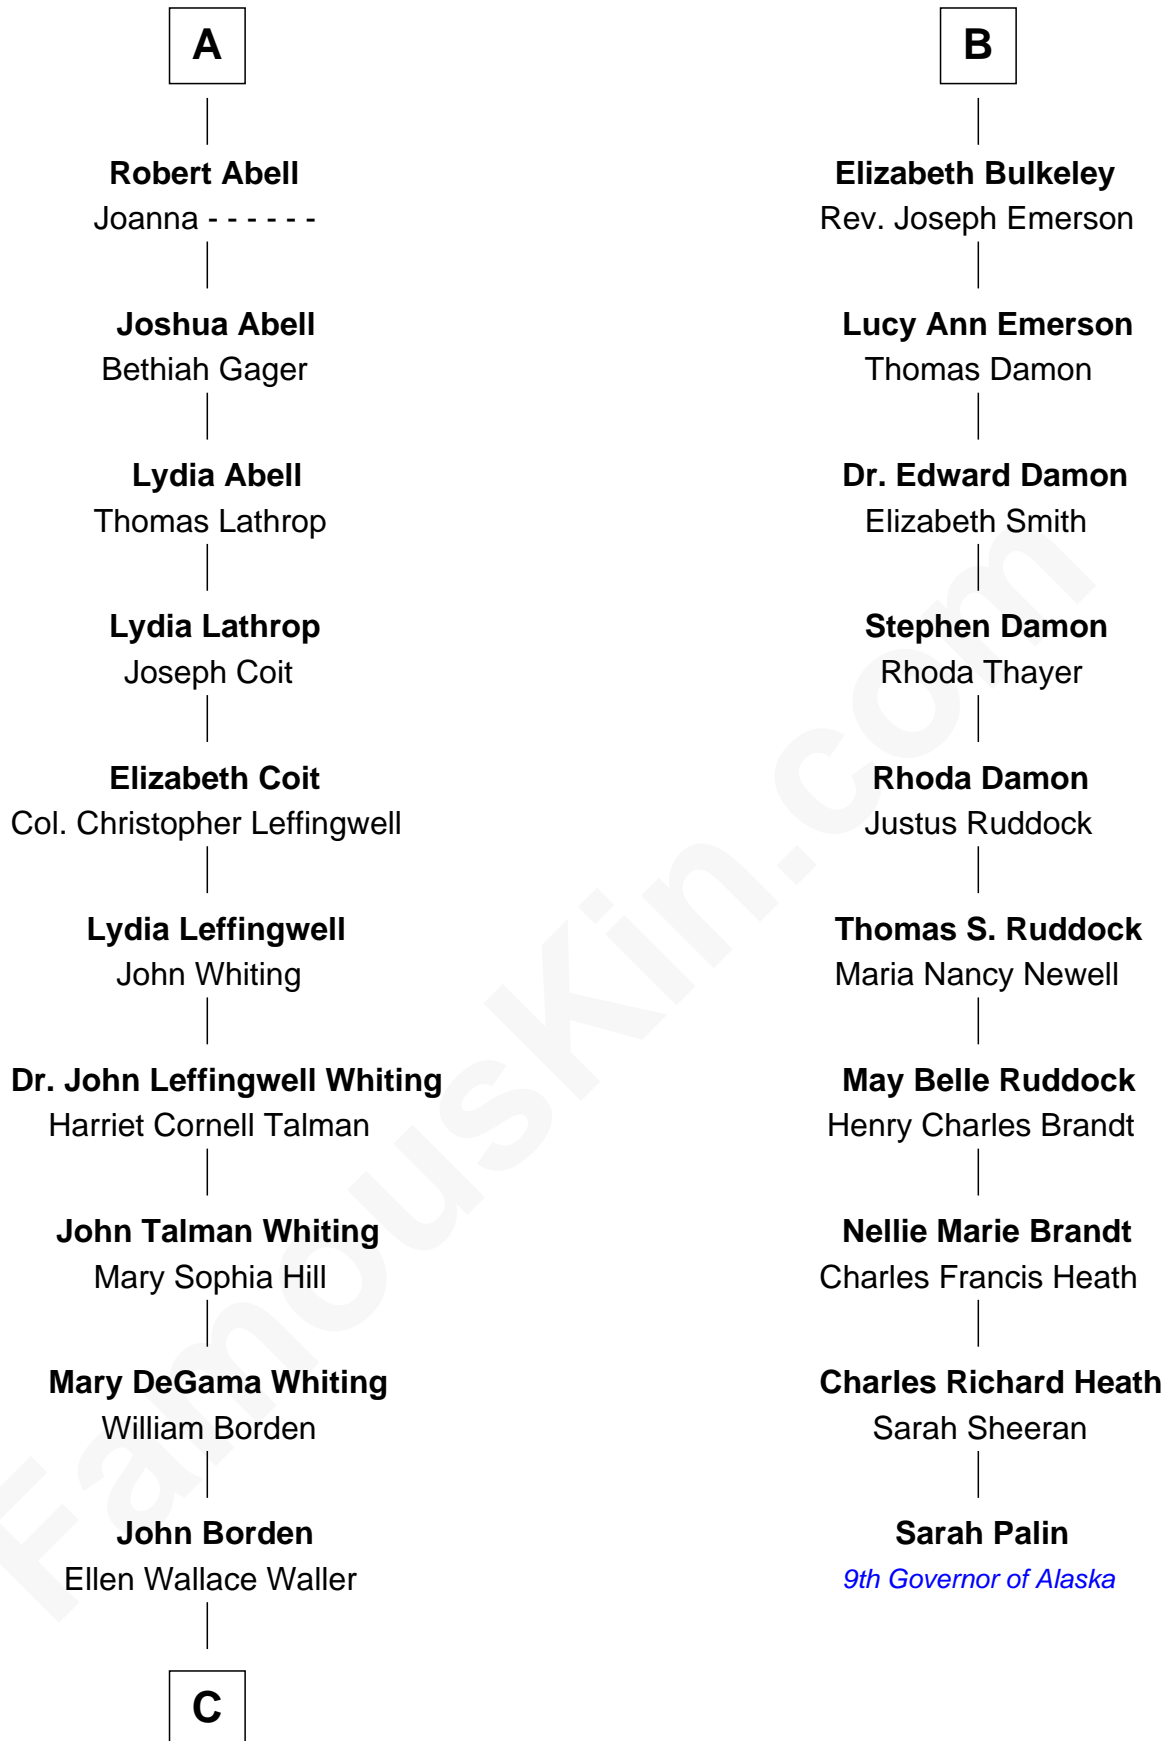 A
Robert Abell
Joanna - - - - - -
Joshua Abell
Bethiah Gager
Lydia Abell
Thomas Lathrop
Lydia Lathrop
Joseph Coit
Elizabeth Coit
Col. Christopher Leffingwell
Lydia Leffingwell
John Whiting
Dr. John Leffingwell Whiting
Harriet Cornell Talman
John Talman Whiting
Mary Sophia Hill
Mary DeGama Whiting
William Borden
John Borden
Ellen Wallace Waller
C
B
Elizabeth Bulkeley
Rev. Joseph Emerson
Lucy Ann Emerson
Thomas Damon
Dr. Edward Damon
Elizabeth Smith
Stephen Damon
Rhoda Thayer
Rhoda Damon
Justus Ruddock
Thomas S. Ruddock
Maria Nancy Newell
May Belle Ruddock
Henry Charles Brandt
Nellie Marie Brandt
Charles Francis Heath
Charles Richard Heath
Sarah Sheeran
Sarah Palin
9th Governor of Alaska
FamousKin.com